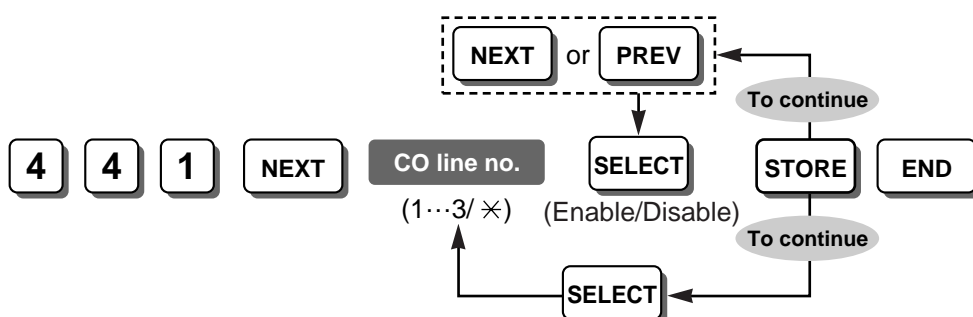 NEXT or PREV
To continue
4 4 1 NEXT CO line no. SELECT STORE END
(1···3/ ✳) (Enable/Disable)
To continue
SELECT